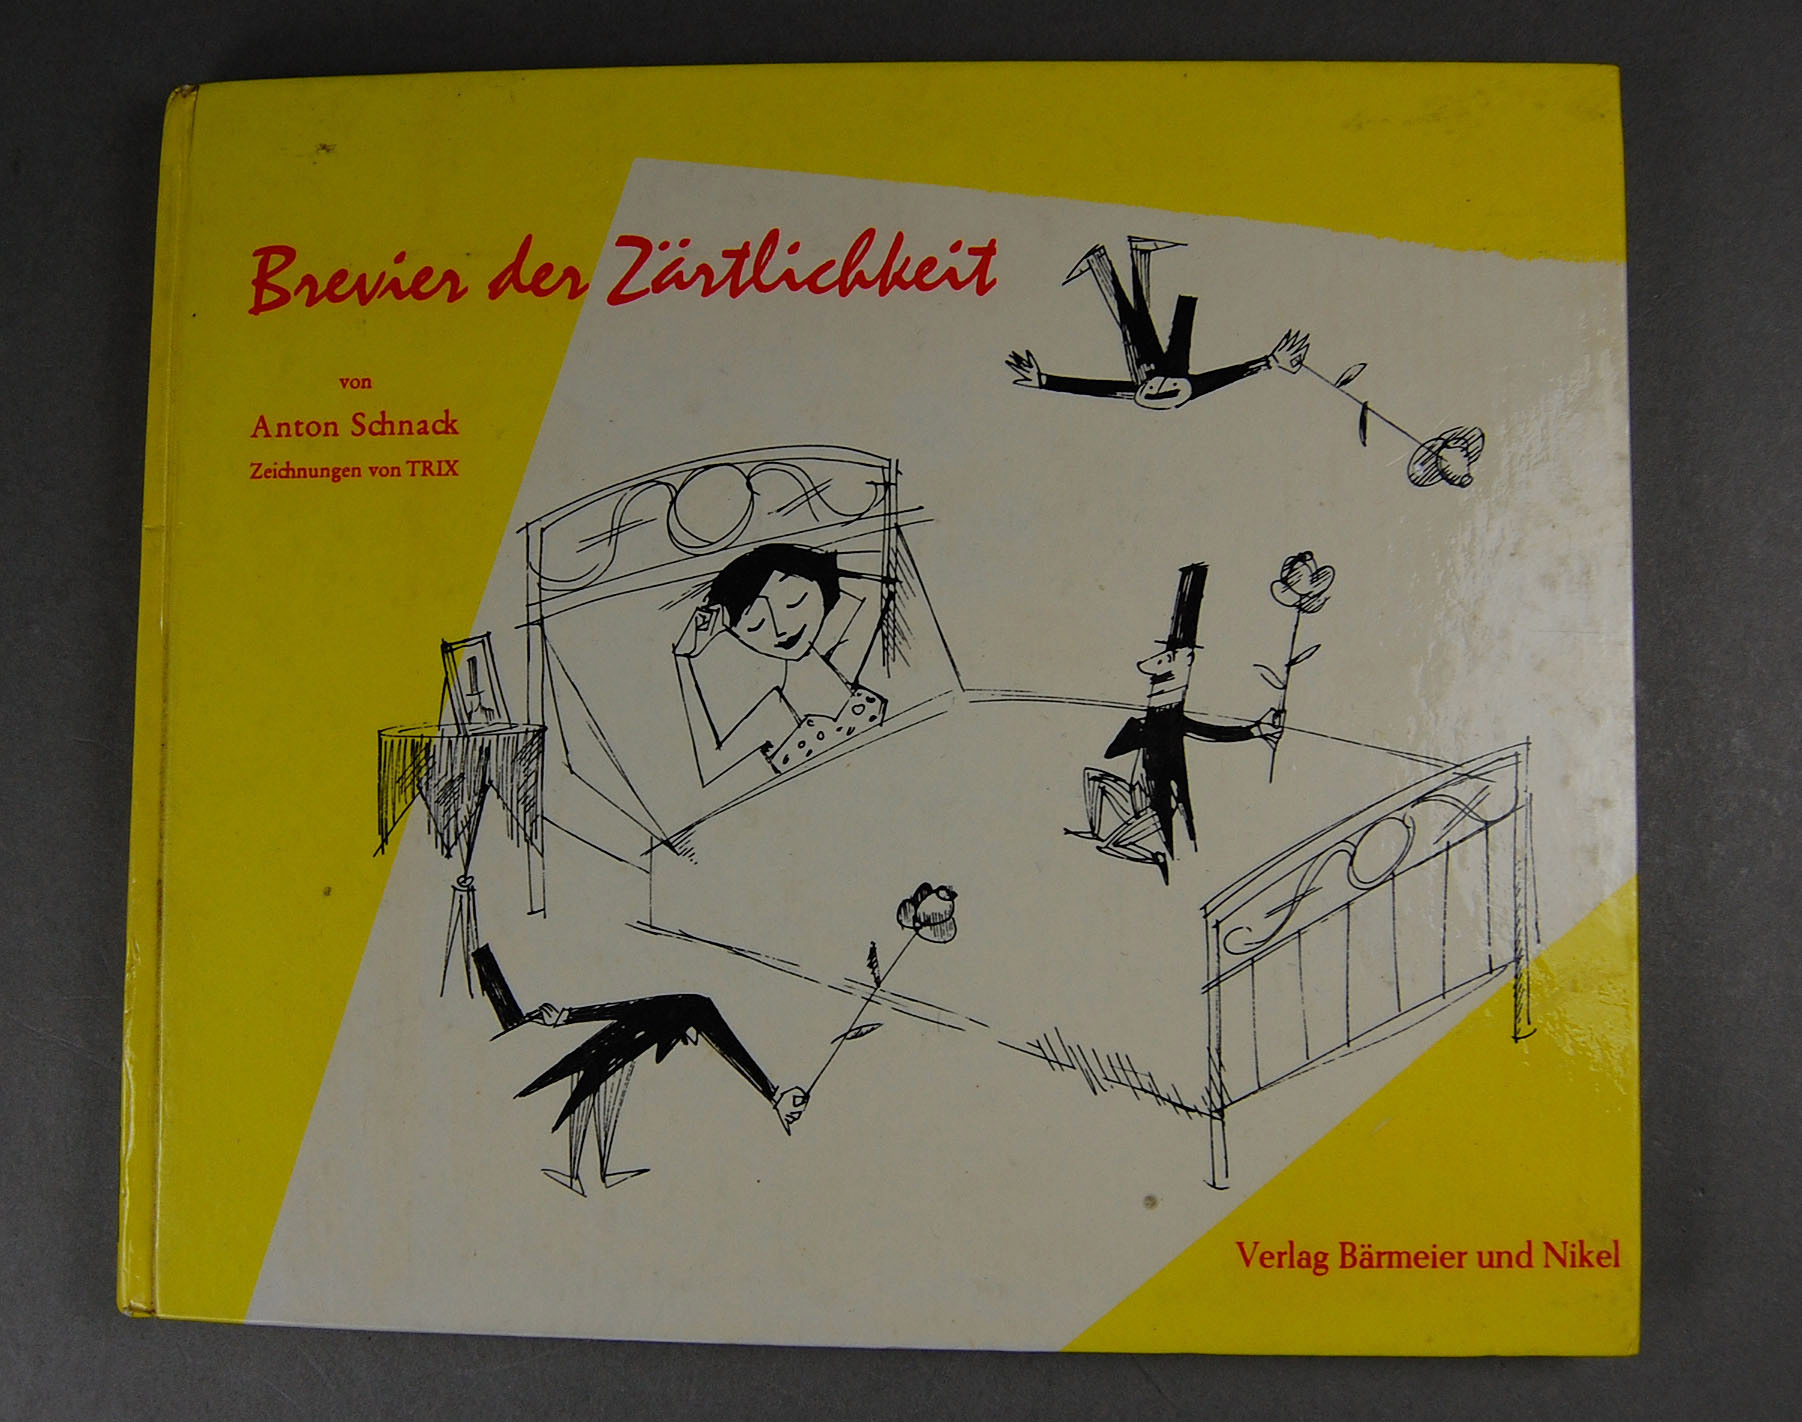 Brevier der Zärtlichkeit
von
Anton Schnack
Zeichnungen von TRIX
Verlag Bärmeier und Nikel